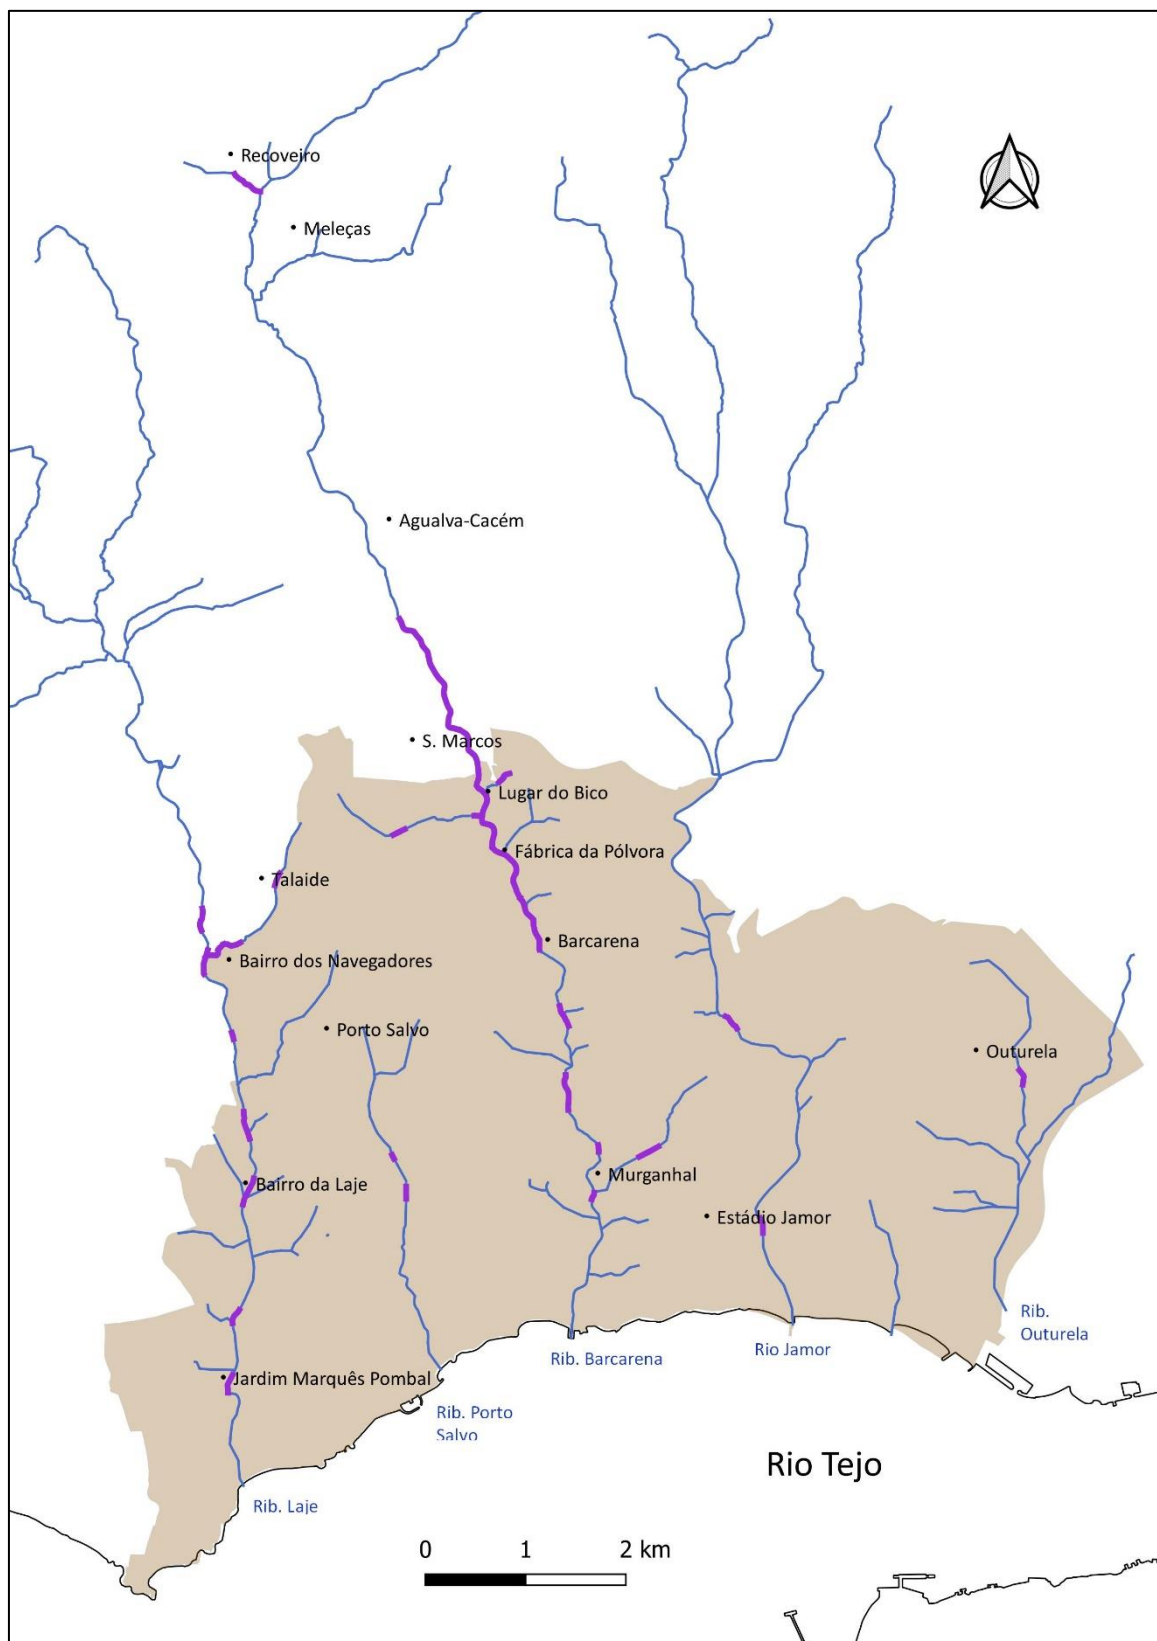 Recoveiro
Meleças
Agualva-Cacém
S. Marcos
Lugar do Bico
Fábrica da Pólvora
Talaide
Barcarena
Bairro dos Navegadores
Porto Salvo
Outurela
Murganhal
Bairro da Laje
Estádio Jamor
Rib.
Outurela
Rio Jamor
Rib. Barcarena
Jardim Marquês Pombal
Rib. Porto
Salvo
Rio Tejo
Rib. Laje
0 1 2 km